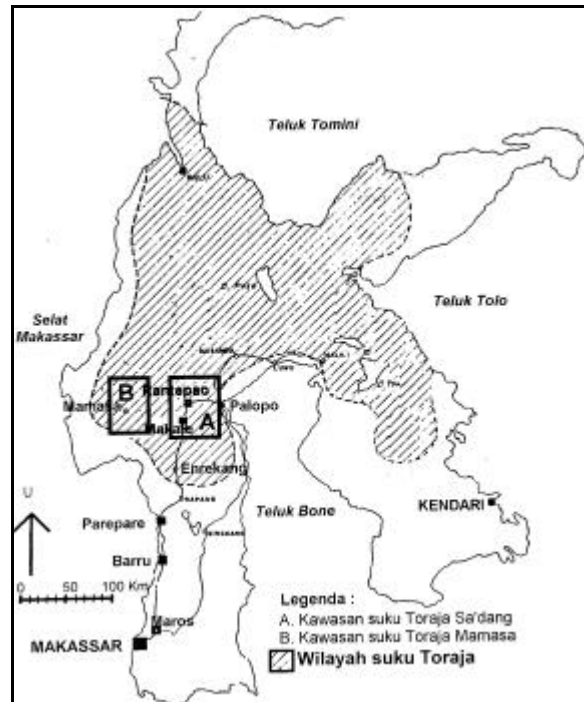 Teluk Tomini
Teluk Tolo
Selat
Makassar
B
Rantepao
Mamasa
Palopo
Makale
A
Enrekang
U
Teluk Bone
KENDARI
Parepare
0 50 100 Km
Barru
Legenda :
Maros
A. Kawasan suku Toraja Sa'dang
B. Kawasan suku Toraja Mamasa
MAKASSAR
Wilayah suku Toraja